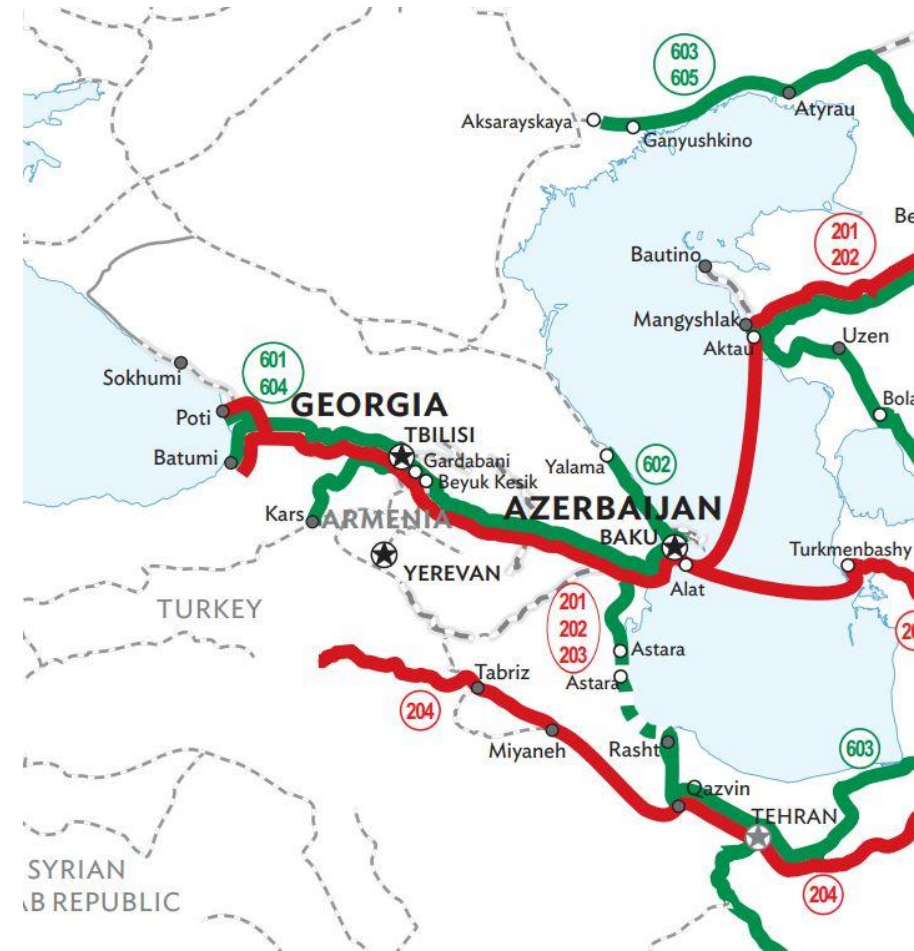 603
605
Aksarayskaya
Atyrau
Ganyushkino
Be
201
202
Bautino
Mangyshlak
Aktau
Uzen
Sokhumi
601
604
GEORGIA
Bola
Poti
TBILISI
Batumi
Gardabani
Beyuk Kesik
Yalama
602
Kars
ARMENIA
AZERBAIJAN
BAKU
YEREVAN
Alat
Turkmenbashy
TURKEY
201
202
203
20
Astara
Astara
Tabriz
204
Miyaneh
Rasht
603
Qazvin
TEHRAN
SYRIAN
AB REPUBLIC
204